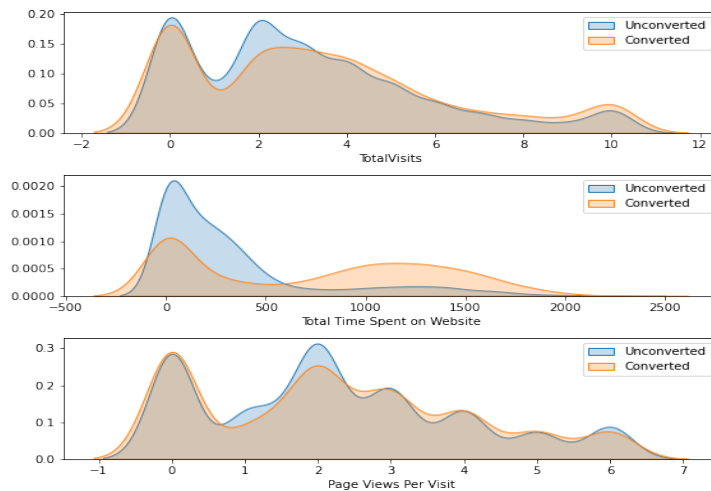 0.20
0.15
0.10
0.05
0.00
Unconverted
Converted
−2 0 2 4 6 8 10 12
TotalVisits
0.0020
0.0015
0.0010
0.0005
0.0000
Unconverted
Converted
−500 0 500 1000 1500 2000 2500
Total Time Spent on Website
0.3
0.2
0.1
0.0
Unconverted
Converted
−1 0 1 2 3 4 5 6 7
Page Views Per Visit